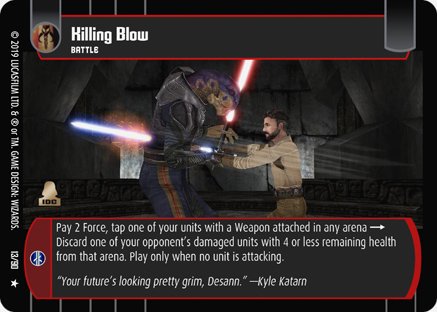 Killing Blow
BATTLE
© 2019 LUCASFILM LTD. & ® or TM. GAME DESIGN: WIZARDS.
IDC
Pay 2 Force, tap one of your units with a Weapon attached in any arena →
Discard one of your opponent's damaged units with 4 or less remaining health
from that arena. Play only when no unit is attacking.
"Your future's looking pretty grim, Desann." —Kyle Katarn
13/90 ★